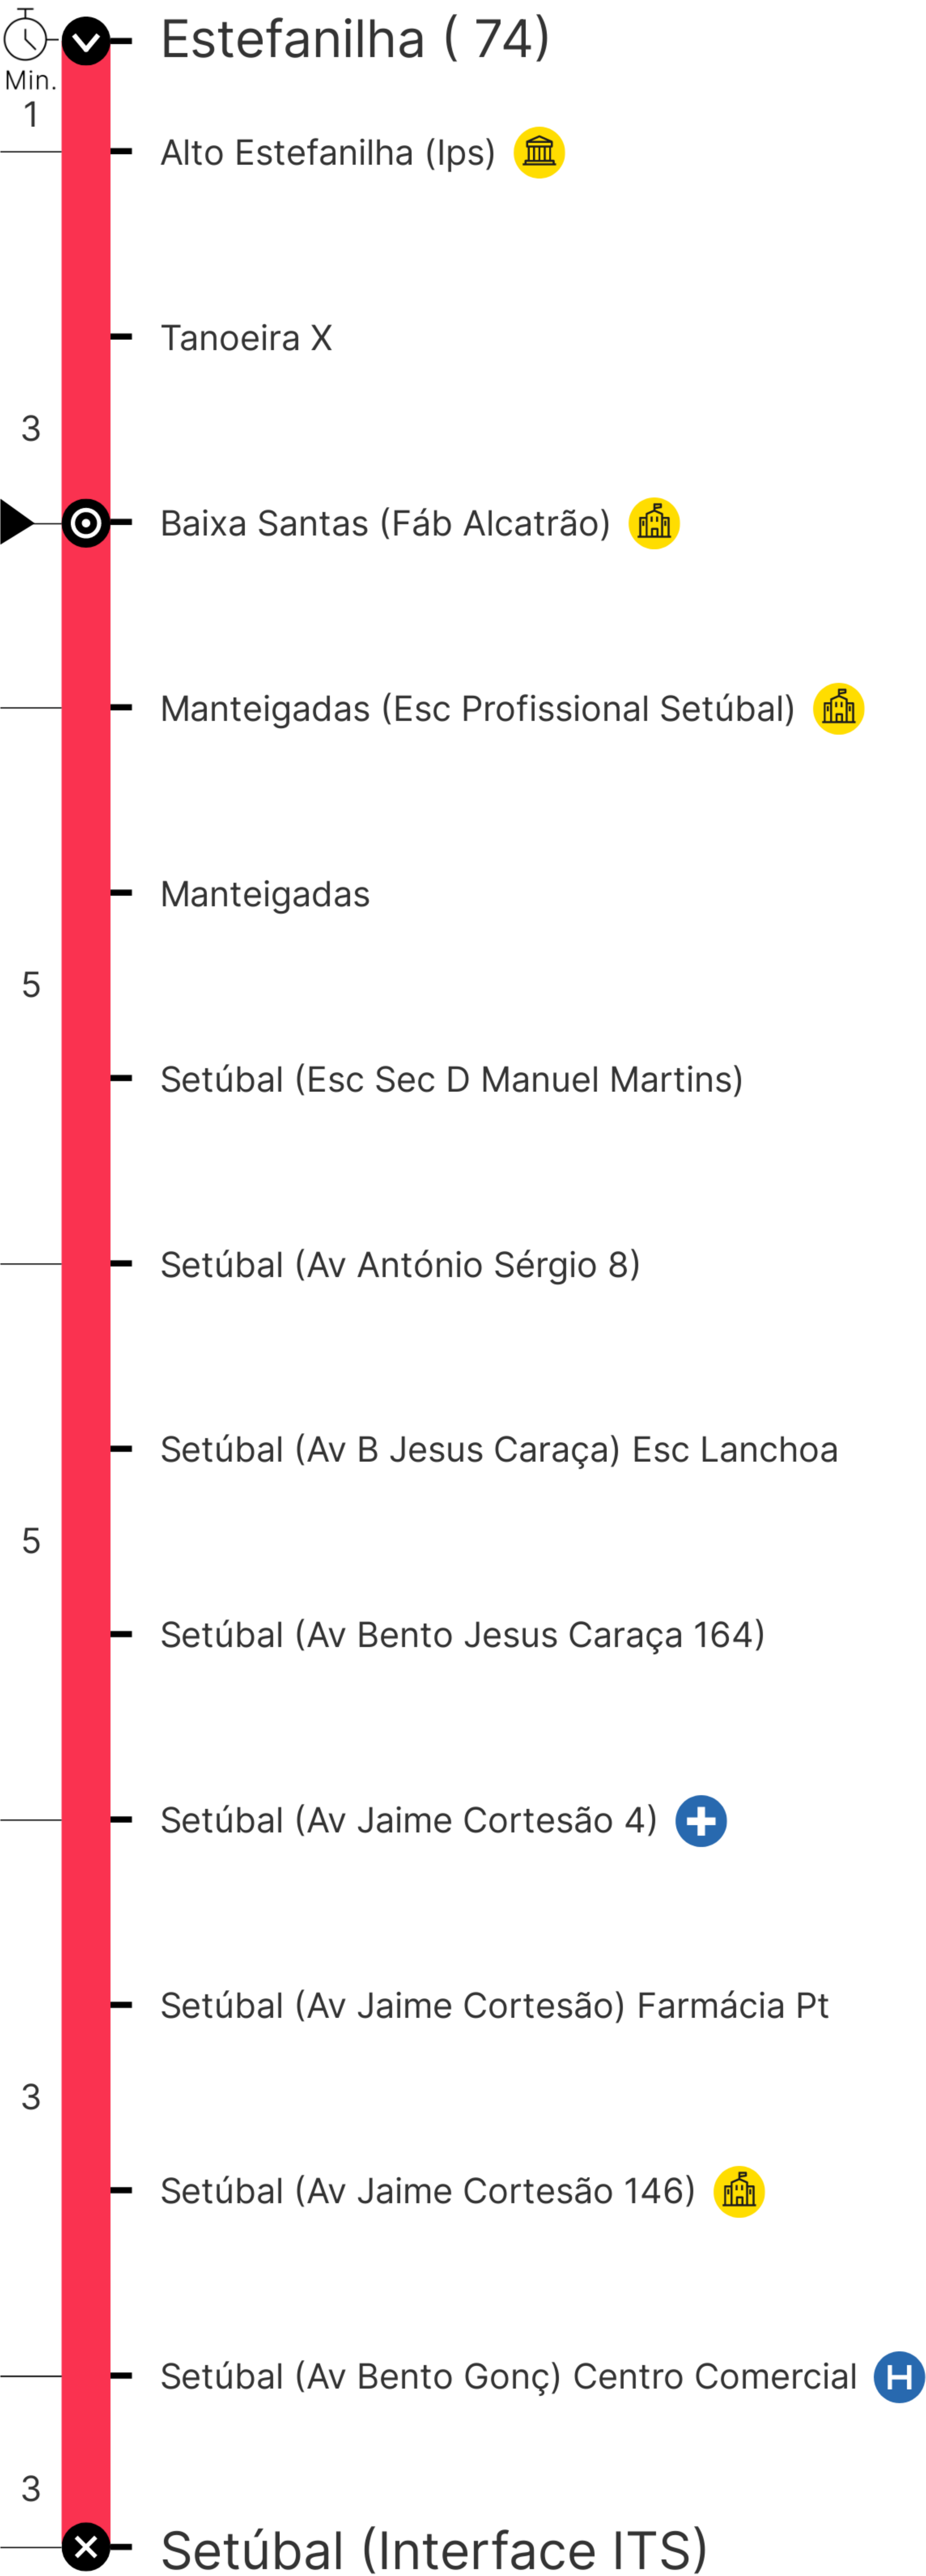 Estefanilha ( 74)
Min.
1
Alto Estefanilha (Ips)
Tanoeira X
3
Baixa Santas (Fáb Alcatrão)
Manteigadas (Esc Profissional Setúbal)
Manteigadas
5
Setúbal (Esc Sec D Manuel Martins)
Setúbal (Av António Sérgio 8)
Setúbal (Av B Jesus Caraça) Esc Lanchoa
5
Setúbal (Av Bento Jesus Caraça 164)
Setúbal (Av Jaime Cortesão 4)
Setúbal (Av Jaime Cortesão) Farmácia Pt
3
Setúbal (Av Jaime Cortesão 146)
Setúbal (Av Bento Gonç) Centro Comercial H
3
Setúbal (Interface ITS)